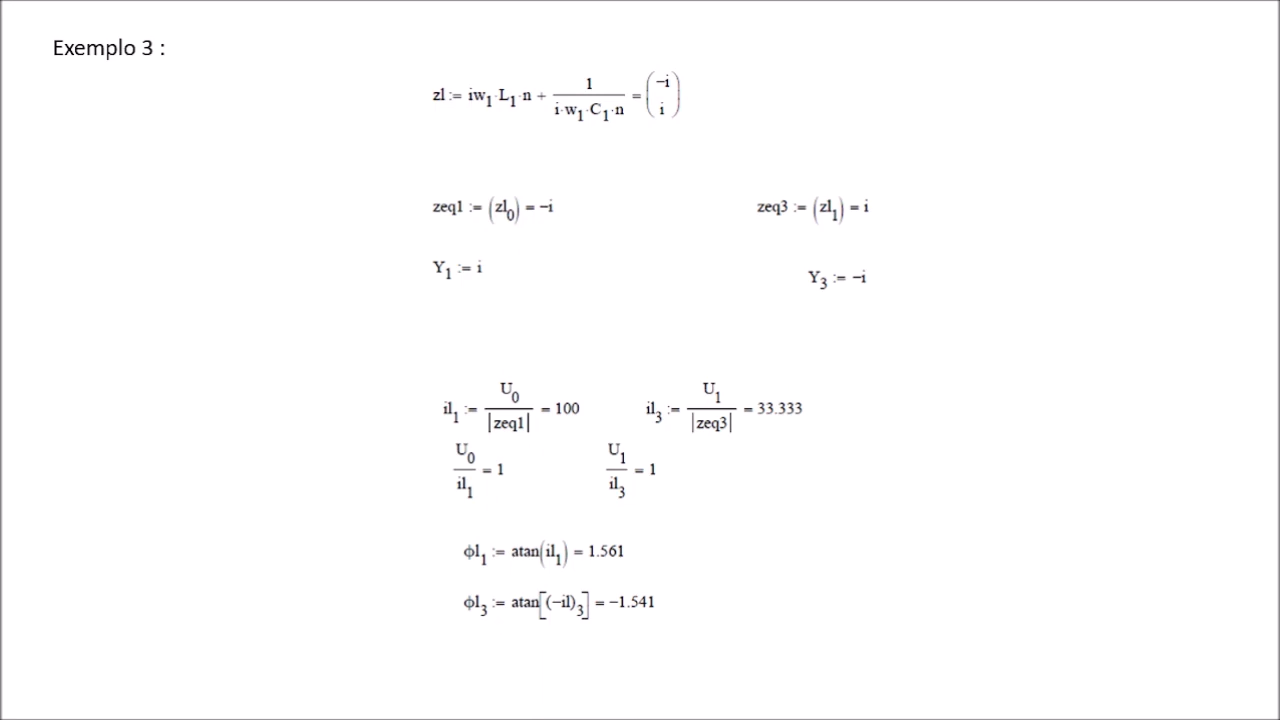 Exemplo 3 :
zl := iw₁·L₁·n + 1/(i·w₁·C₁·n) = (−i i)
zeq1 := (zl₀) = −i zeq3 := (zl₁) = i
Y₁ := i Y₃ := −i
il₁ := U₀/|zeq1| = 100 il₃ := U₁/|zeq3| = 33.333
U₀/il₁ = 1 U₁/il₃ = 1
ϕl₁ := atan(il₁) = 1.561
ϕl₃ := atan[(−il)₃] = −1.541